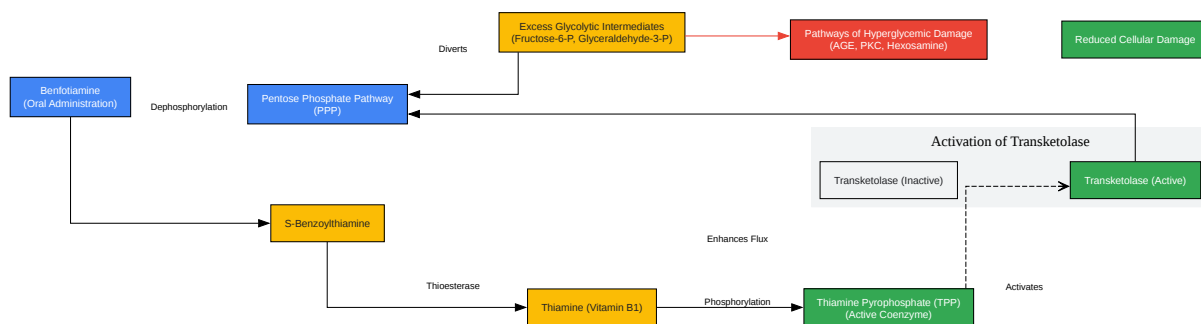 Excess Glycolytic Intermediates
(Fructose-6-P, Glyceraldehyde-3-P)
Pathways of Hyperglycemic Damage
(AGE, PKC, Hexosamine)
Reduced Cellular Damage
Diverts
Benfotiamine
(Oral Administration)
Dephosphorylation
Pentose Phosphate Pathway
(PPP)
Activation of Transketolase
Transketolase (Inactive)
Transketolase (Active)
S-Benzoylthiamine
Enhances Flux
Thioesterase
Thiamine (Vitamin B1)
Phosphorylation
Thiamine Pyrophosphate (TPP)
(Active Coenzyme)
Activates